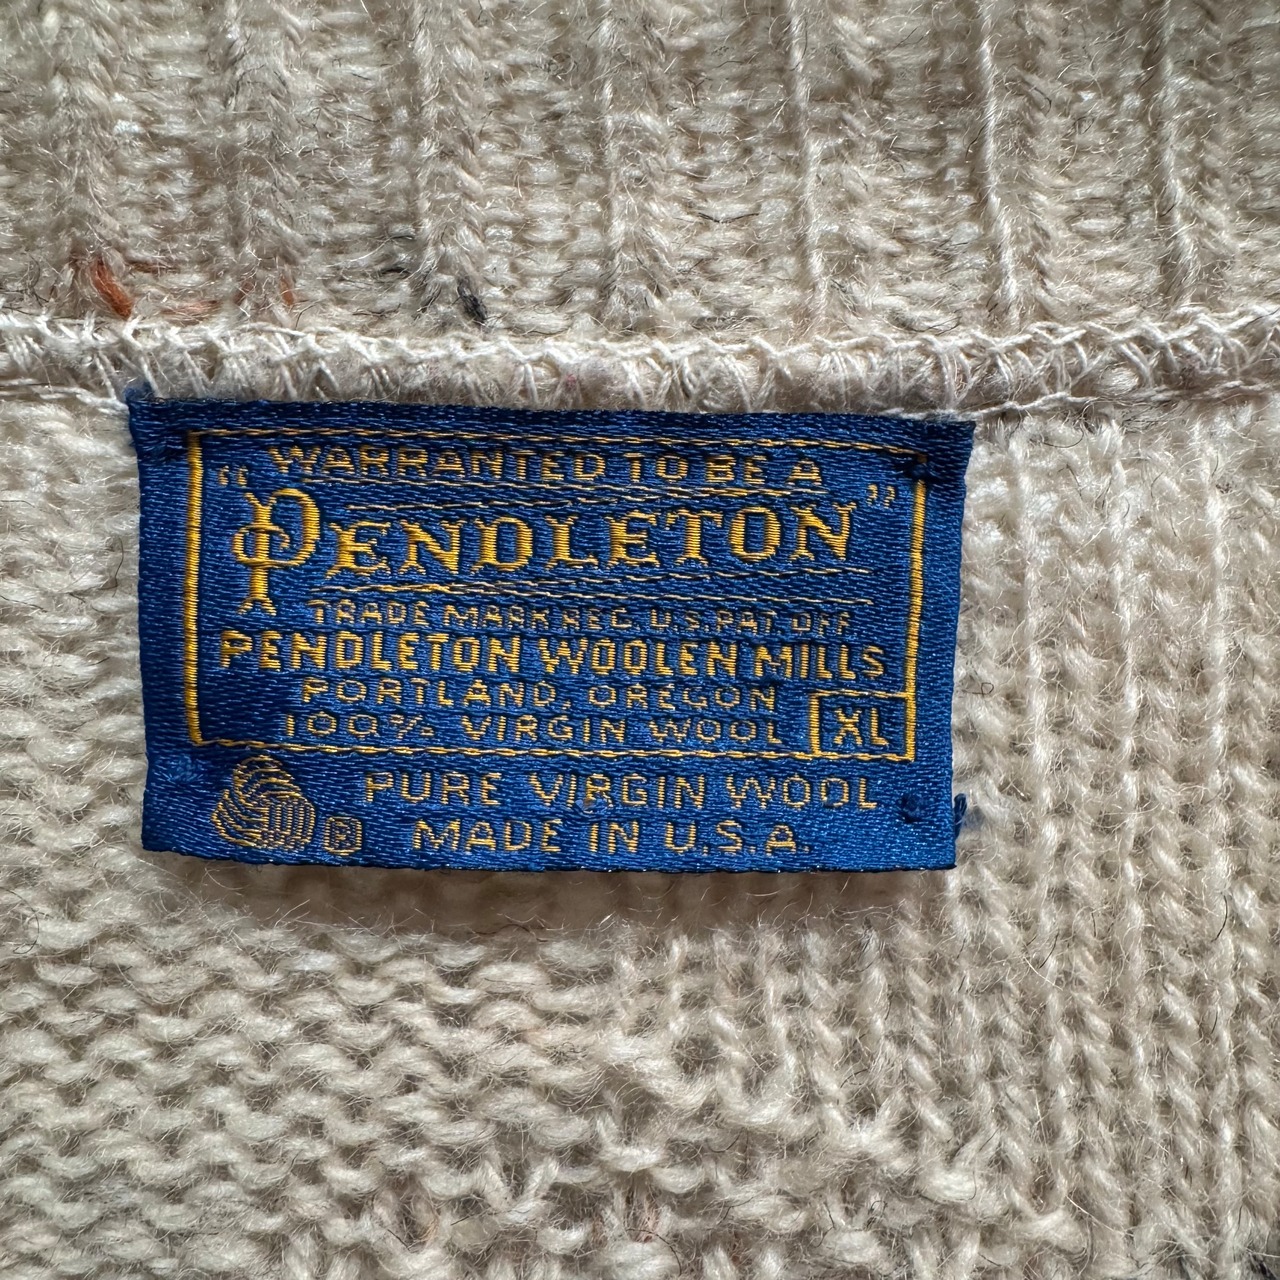 WARRANTED TO BE A
"PENDLETON"
TRADE MARK REG. U.S. PAT. OFF.
PENDLETON WOOLEN MILLS
PORTLAND, OREGON
100% VIRGIN WOOL XL
PURE VIRGIN WOOL
® MADE IN U.S.A.